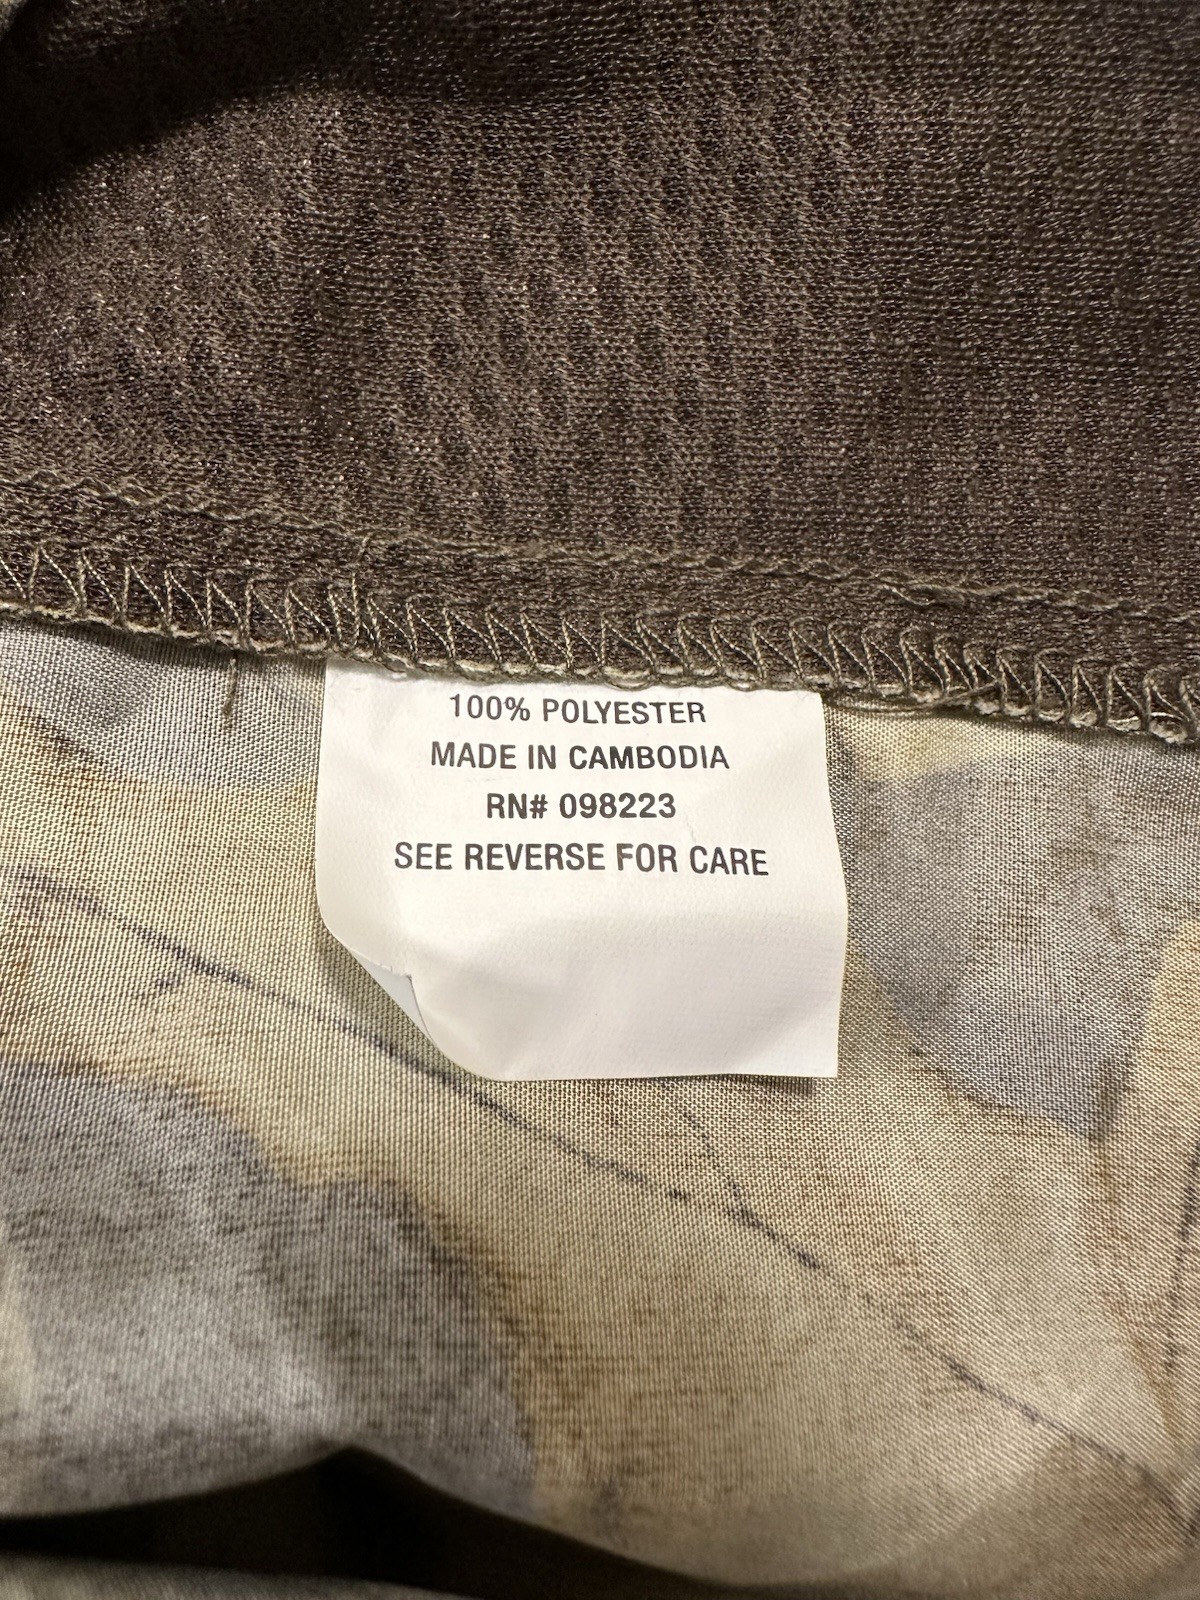 100% POLYESTER
MADE IN CAMBODIA
RN# 098223
SEE REVERSE FOR CARE